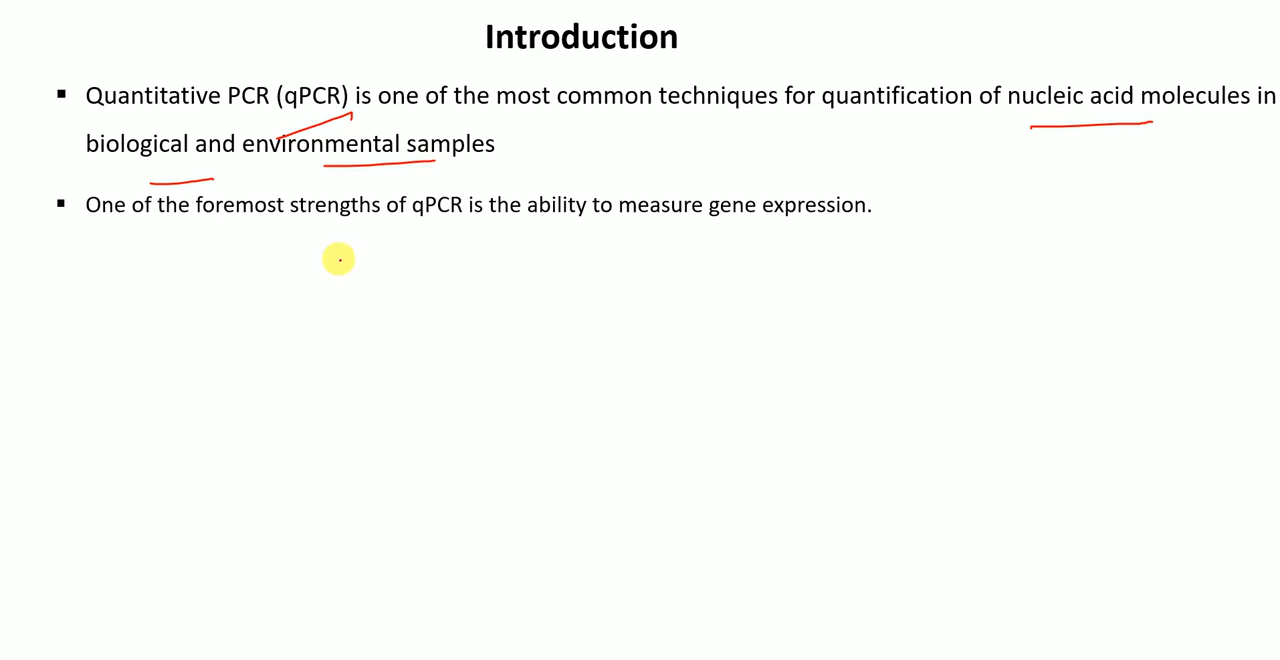 Introduction
▪ Quantitative PCR (qPCR) is one of the most common techniques for quantification of nucleic acid molecules in
biological and environmental samples
▪ One of the foremost strengths of qPCR is the ability to measure gene expression.